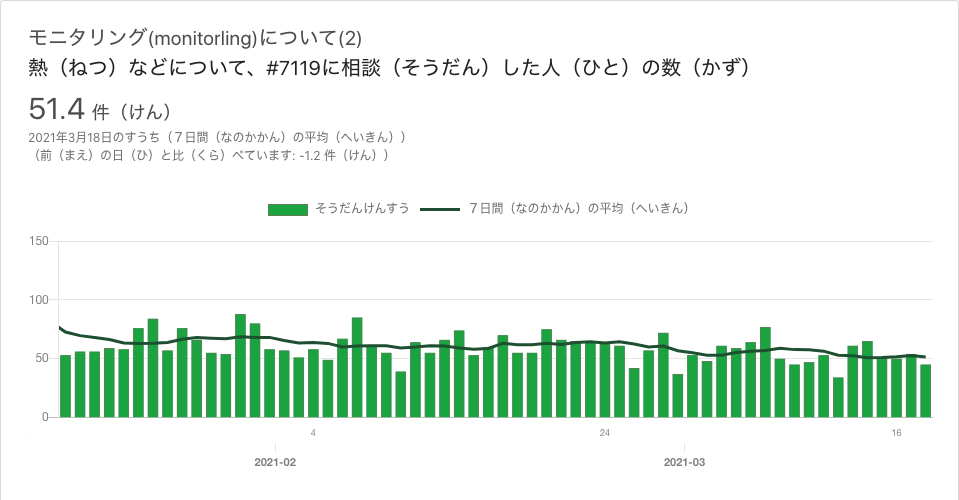 モニタリング(monitorling)について(2)
熱（ねつ）などについて、#7119に相談（そうだん）した人（ひと）の数（かず）
51.4 件（けん）
2021年3月18日のすうち（７日間（なのかかん）の平均（へいきん））
（前（まえ）の日（ひ）と比（くら）べています: -1.2 件（けん））
そうだんけんすう ７日間（なのかかん）の平均（へいきん）
150
100
50
0
4 24 16
2021-02 2021-03